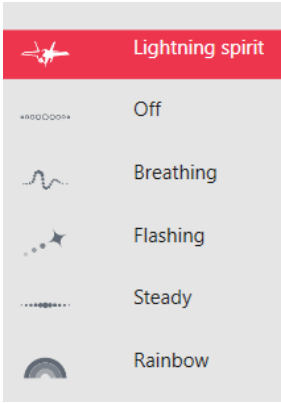 Lightning spirit
Off
Breathing
Flashing
Steady
Rainbow